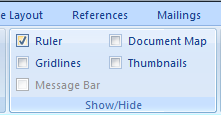 e Layout References Mailings
Ruler Document Map
Gridlines Thumbnails
Message Bar
Show/Hide